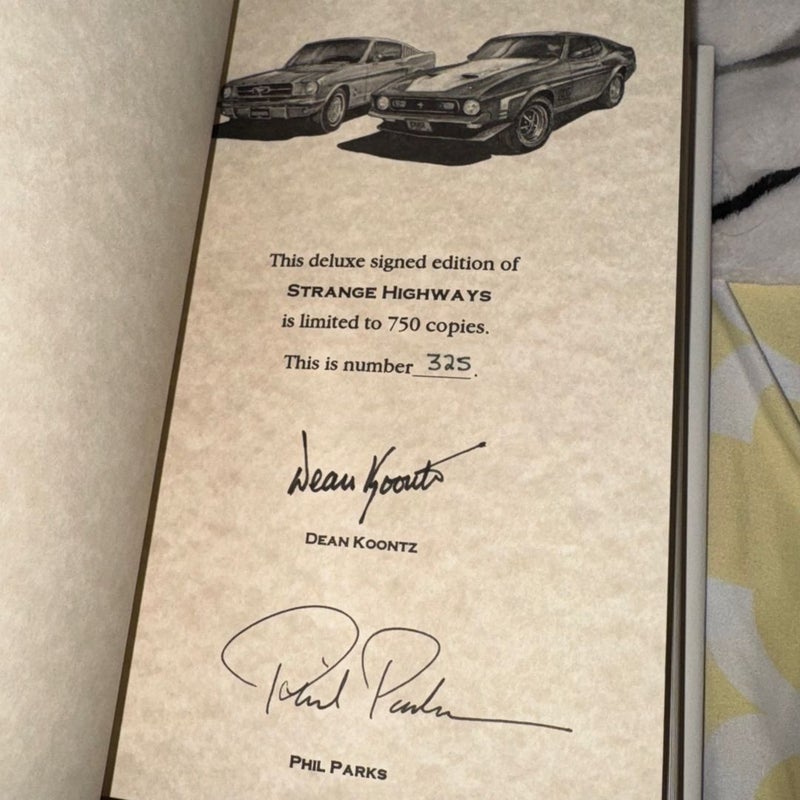 This deluxe signed edition of
STRANGE HIGHWAYS
is limited to 750 copies.
This is number 325.
Dean Koontz
DEAN KOONTZ
Phil Parks
PHIL PARKS